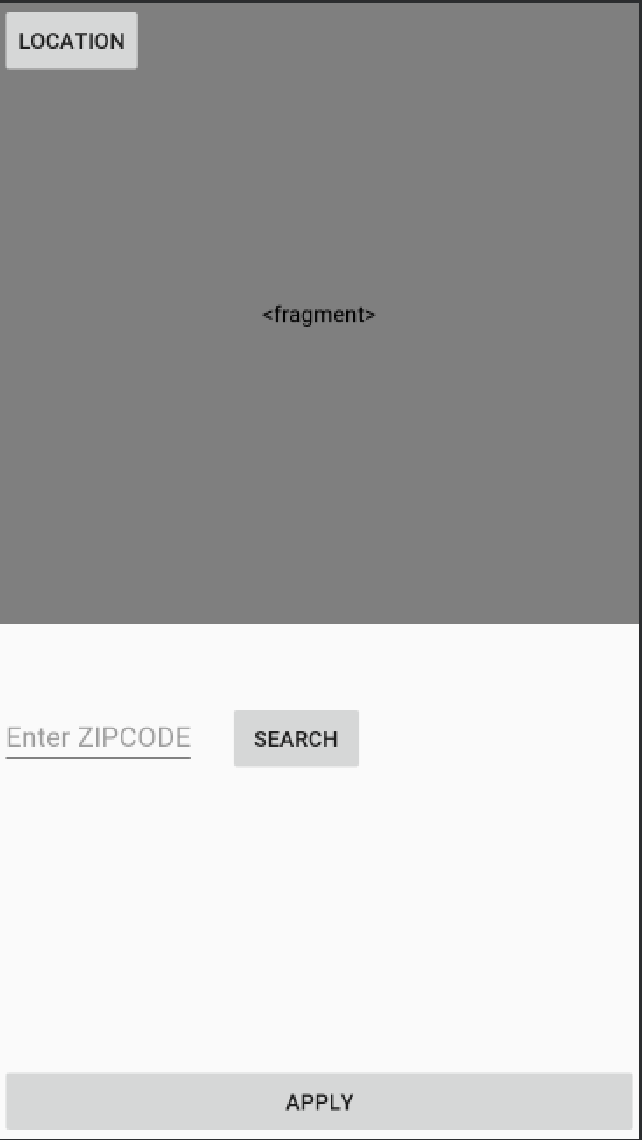 LOCATION
<fragment>
Enter ZIPCODE
SEARCH
APPLY